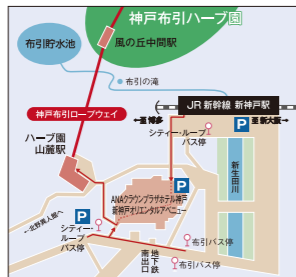 神戸布引ハーブ園
風の丘中間駅
布引貯水池
布引の滝
JR 新幹線 新神戸駅
神戸布引ロープウェイ
←至博多
至新大阪→
シティー・ループ
バス停
P
ハーブ園
山麓駅
新生田川
ANAクラウンプラザホテル神戸
新神戸オリエンタルアベニュー
P
P
←北野異人館へ
シティー・
ループ
バス停
布引バス停
地下鉄
南出口
布引バス停